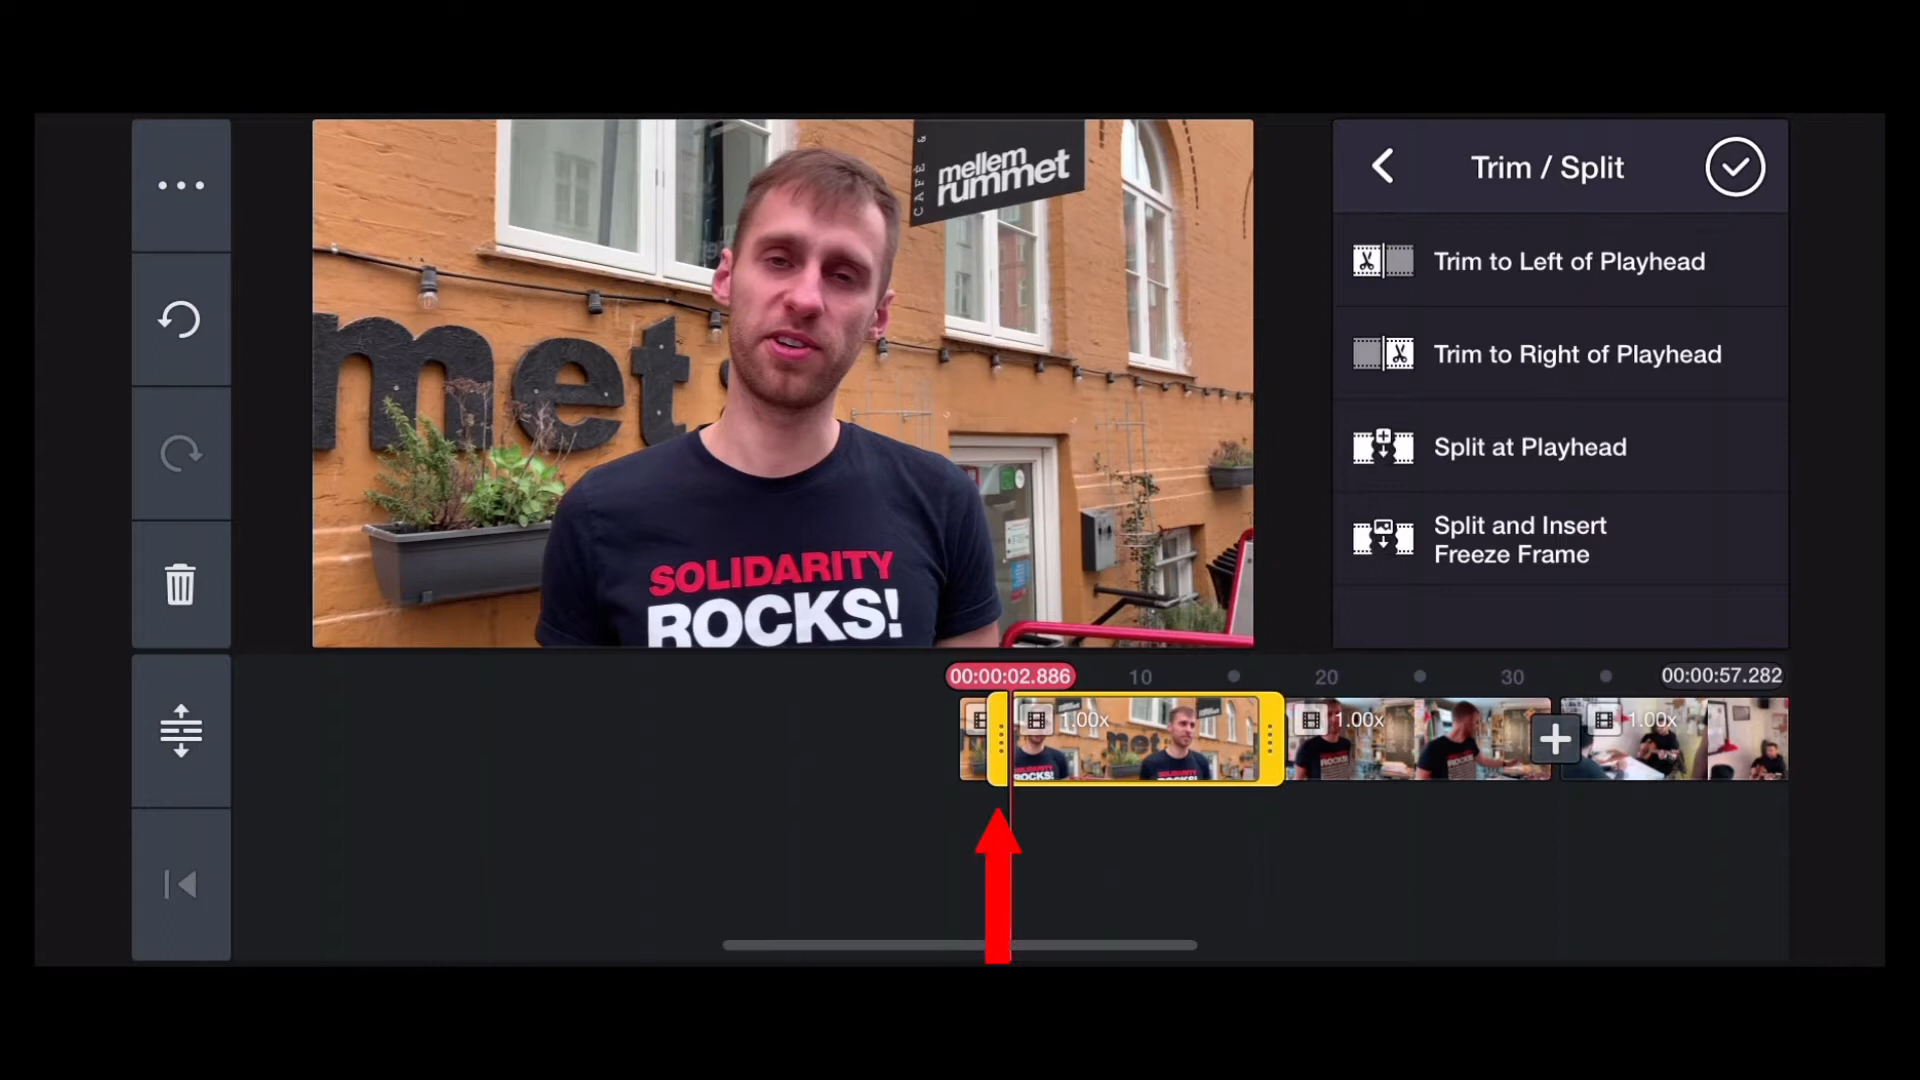 CAFÉ &
mellem
rummet
met
SOLIDARITY
ROCKS!
Trim / Split
Trim to Left of Playhead
Trim to Right of Playhead
Split at Playhead
Split and Insert
Freeze Frame
00:00:02.886
10
20
30
00:00:57.282
1.00x
1.00x
1.00x